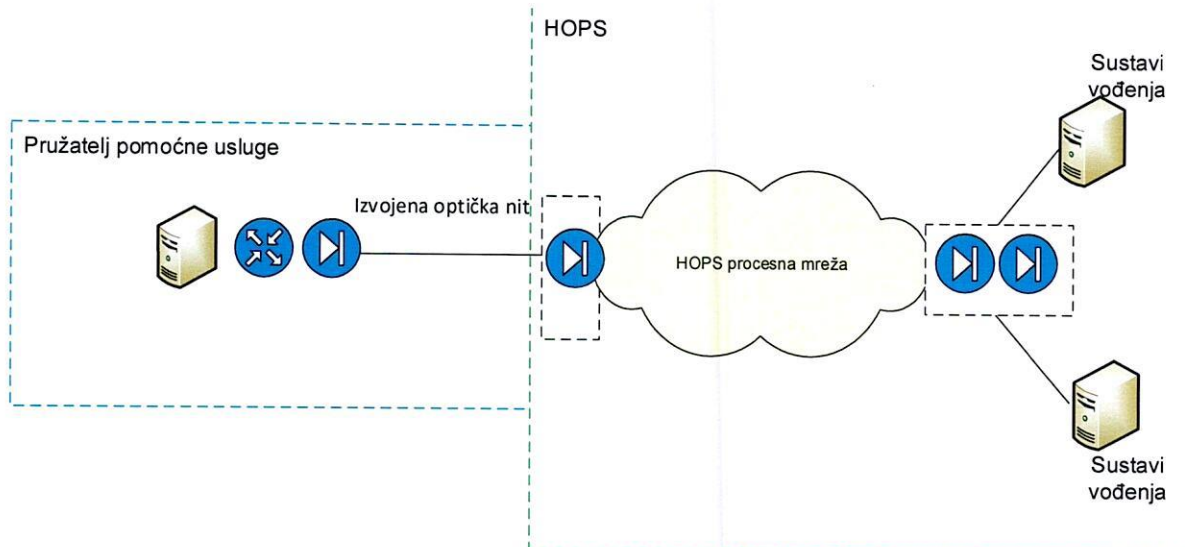 HOPS
Sustavi
vođenja
Pružatelj pomoćne usluge
Izvojena optička nit
HOPS procesna mreža
Sustavi
vođenja